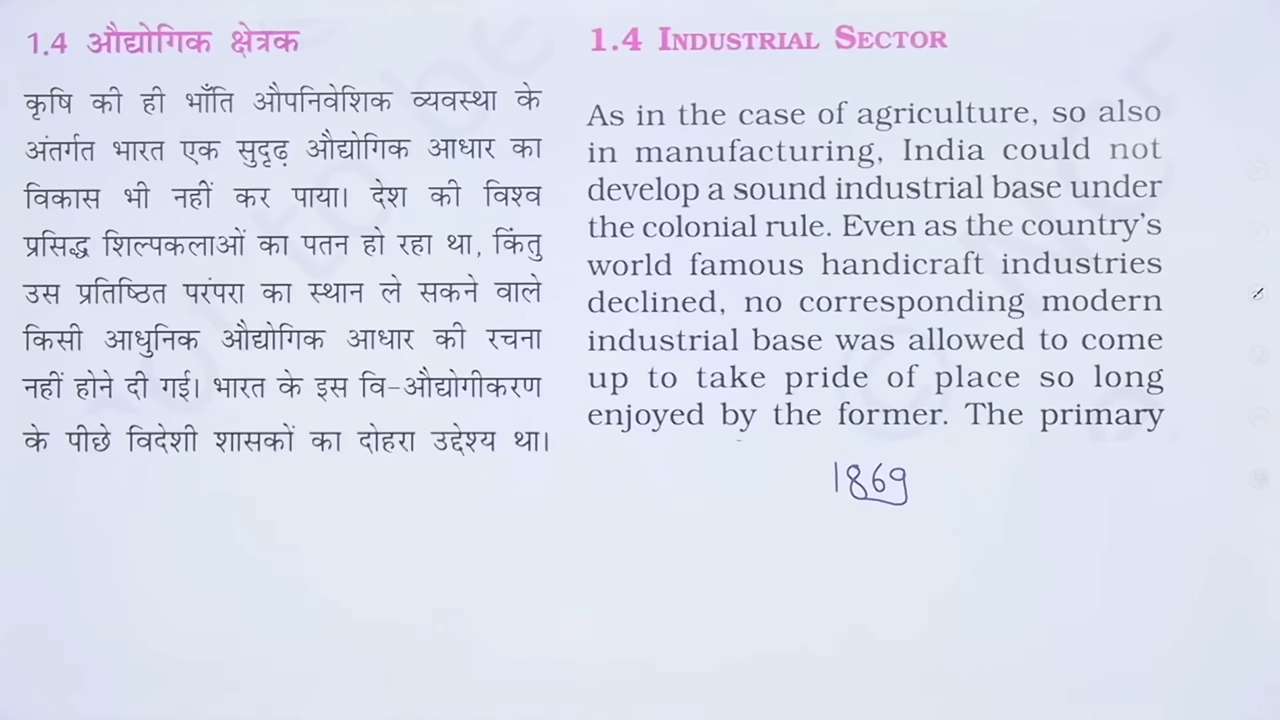 1.4 औद्योगिक क्षेत्रक
कृषि की ही भाँति औपनिवेशिक व्यवस्था के
अंतर्गत भारत एक सुदृढ़ औद्योगिक आधार का
विकास भी नहीं कर पाया। देश की विश्व
प्रसिद्ध शिल्पकलाओं का पतन हो रहा था, किंतु
उस प्रतिष्ठित परंपरा का स्थान ले सकने वाले
किसी आधुनिक औद्योगिक आधार की रचना
नहीं होने दी गई। भारत के इस वि-औद्योगीकरण
के पीछे विदेशी शासकों का दोहरा उद्देश्य था।
1.4 INDUSTRIAL SECTOR
As in the case of agriculture, so also
in manufacturing, India could not
develop a sound industrial base under
the colonial rule. Even as the country's
world famous handicraft industries
declined, no corresponding modern
industrial base was allowed to come
up to take pride of place so long
enjoyed by the former. The primary
1869